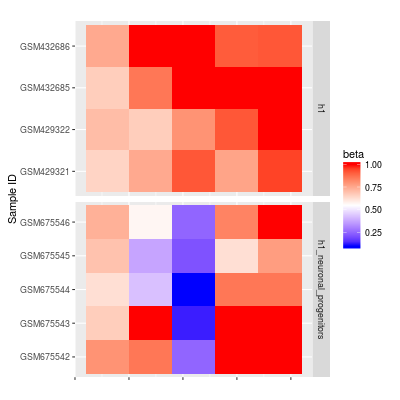 GSM432686
GSM432685
GSM429322
GSM429321
h1
Sample ID
GSM675546
GSM675545
GSM675544
GSM675543
GSM675542
h1_neuronal_progenitors
beta
1.00
0.75
0.50
0.25